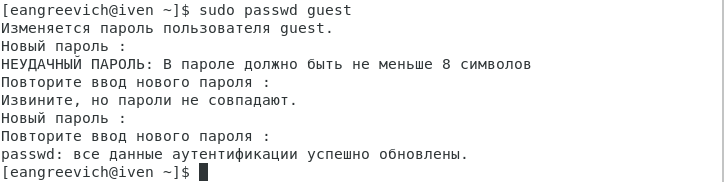 [eangreevich@iven ~]$ sudo passwd guest
Изменяется пароль пользователя guest.
Новый пароль :
НЕУДАЧНЫЙ ПАРОЛЬ: В пароле должно быть не меньше 8 символов
Повторите ввод нового пароля :
Извините, но пароли не совпадают.
Новый пароль :
Повторите ввод нового пароля :
passwd: все данные аутентификации успешно обновлены.
[eangreevich@iven ~]$